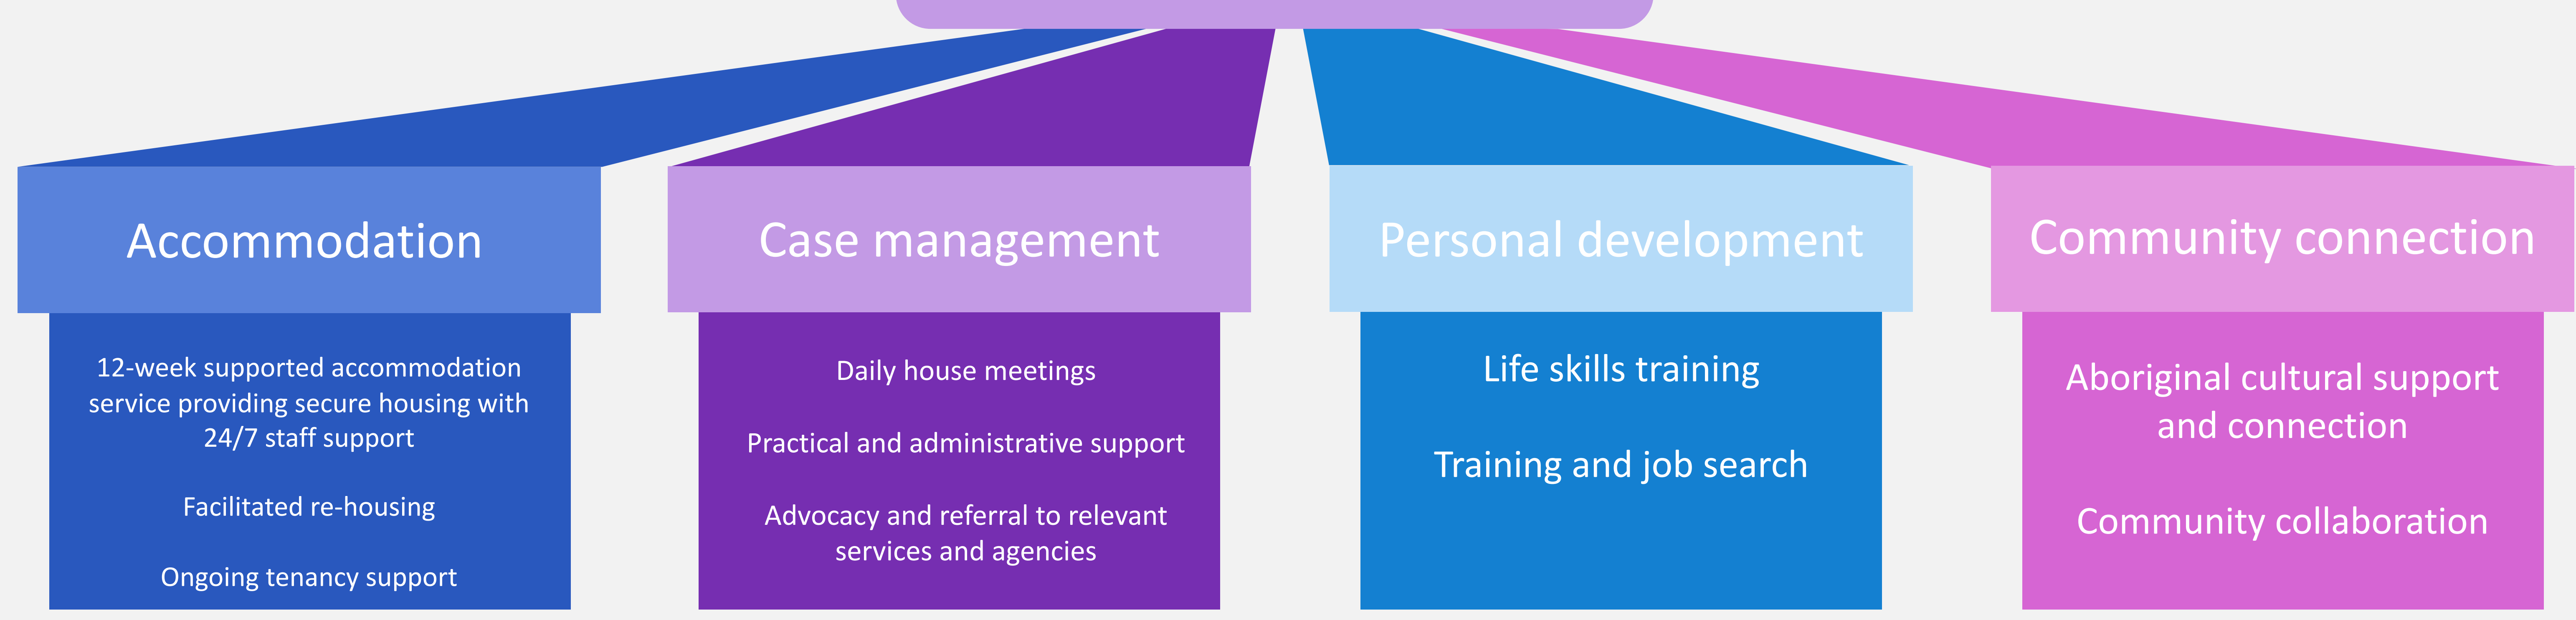 Accommodation
12-week supported accommodation
service providing secure housing with
24/7 staff support
Facilitated re-housing
Ongoing tenancy support
Case management
Daily house meetings
Practical and administrative support
Advocacy and referral to relevant
services and agencies
Personal development
Life skills training
Training and job search
Community connection
Aboriginal cultural support
and connection
Community collaboration